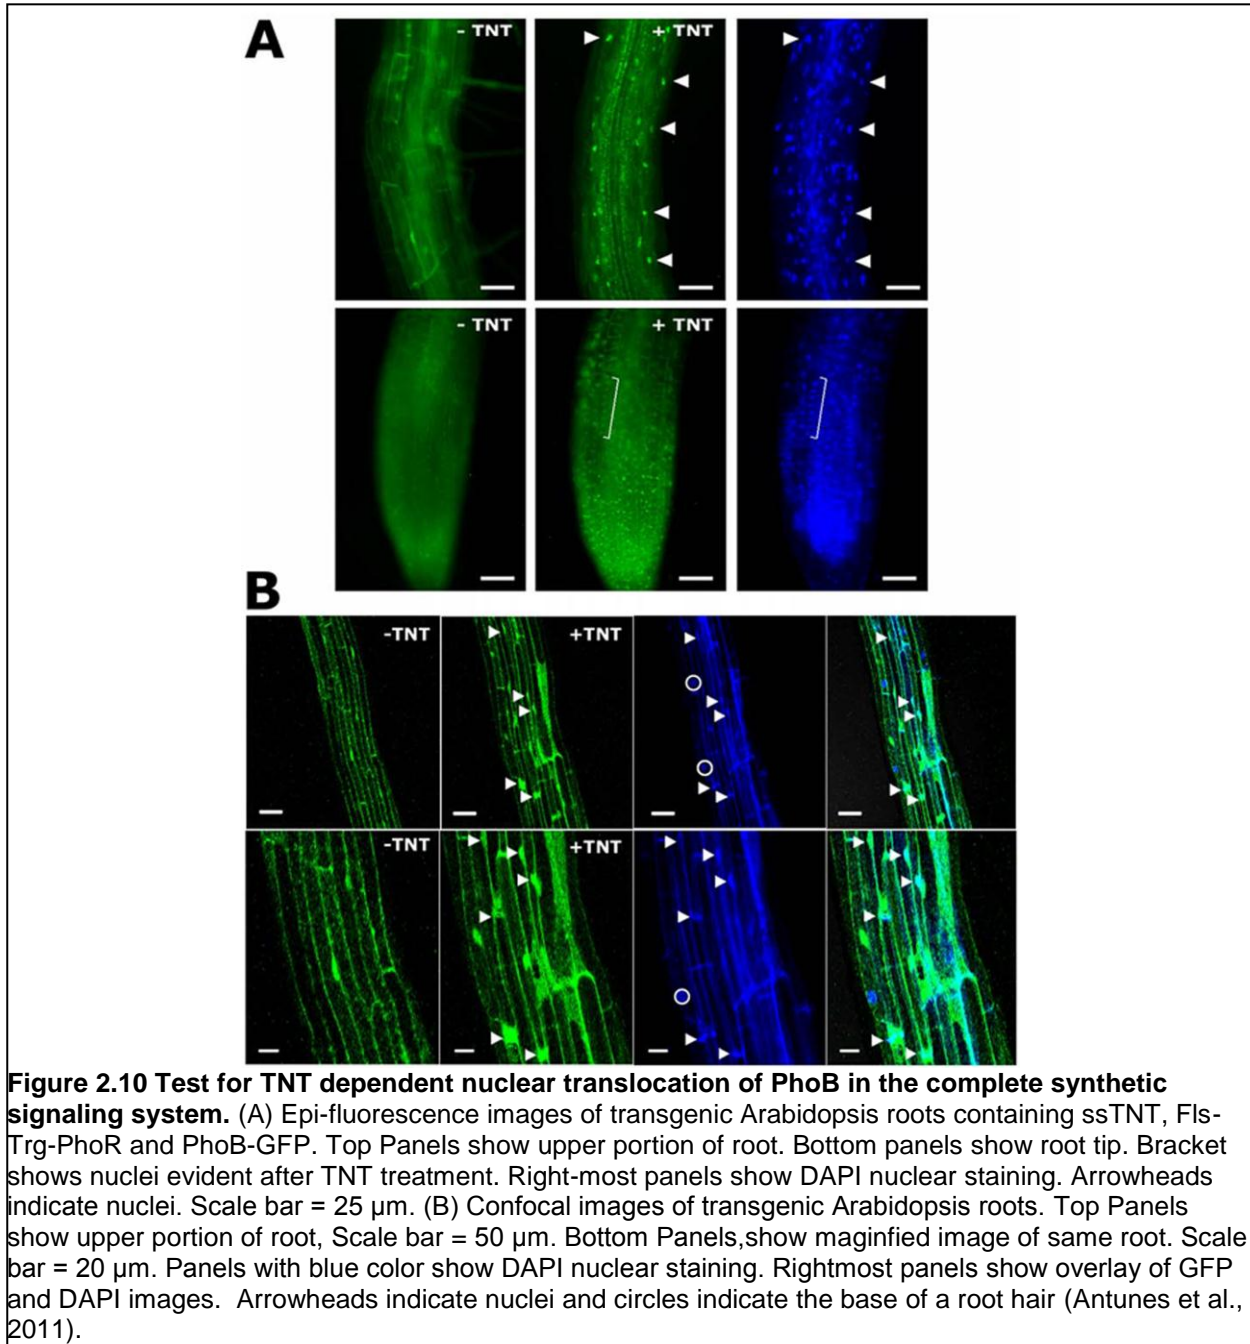 A
- TNT
+ TNT
- TNT
+ TNT
B
-TNT
+TNT
-TNT
+TNT
Figure 2.10 Test for TNT dependent nuclear translocation of PhoB in the complete synthetic
signaling system. (A) Epi-fluorescence images of transgenic Arabidopsis roots containing ssTNT, Fls-
Trg-PhoR and PhoB-GFP. Top Panels show upper portion of root. Bottom panels show root tip. Bracket
shows nuclei evident after TNT treatment. Right-most panels show DAPI nuclear staining. Arrowheads
indicate nuclei. Scale bar = 25 µm. (B) Confocal images of transgenic Arabidopsis roots. Top Panels
show upper portion of root, Scale bar = 50 µm. Bottom Panels,show maginfied image of same root. Scale
bar = 20 µm. Panels with blue color show DAPI nuclear staining. Rightmost panels show overlay of GFP
and DAPI images.  Arrowheads indicate nuclei and circles indicate the base of a root hair (Antunes et al.,
2011).